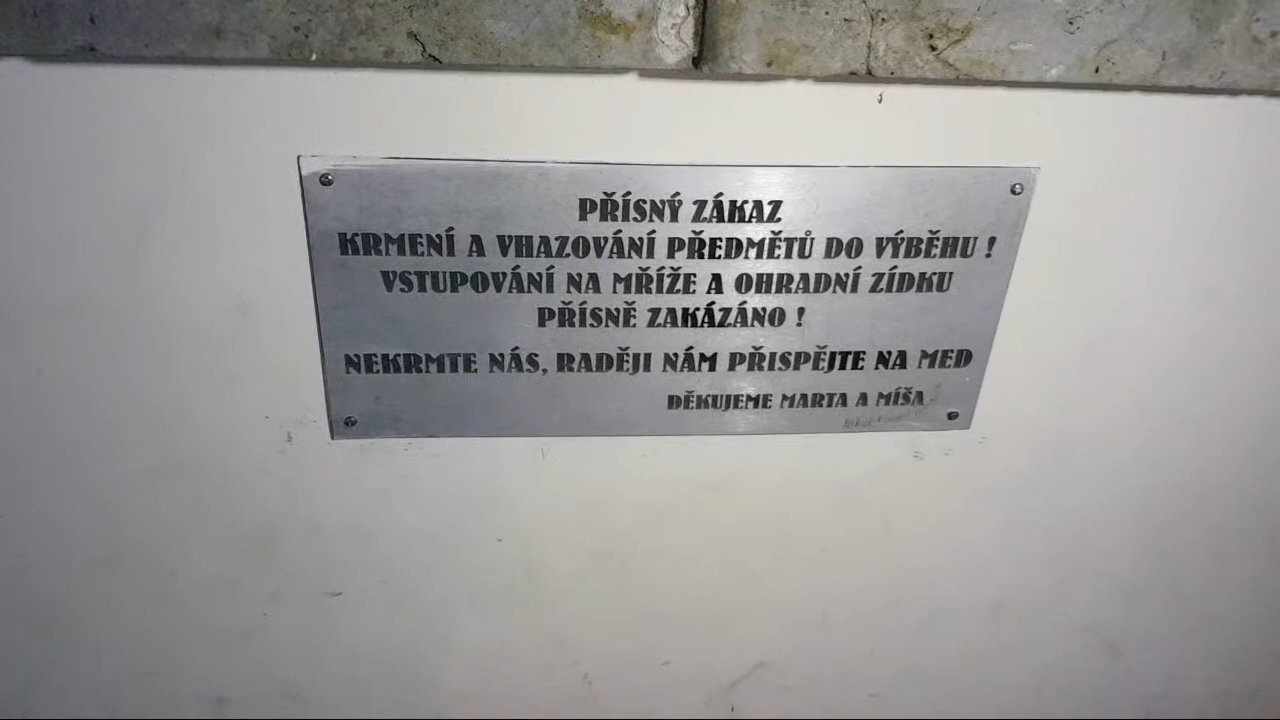 PŘÍSNÝ ZÁKAZ
KRMENÍ A VHAZOVÁNÍ PŘEDMĚTŮ DO VÝBĚHU !
VSTUPOVÁNÍ NA MŘÍŽE A OHRADNÍ ZÍDKU
PŘÍSNĚ ZAKÁZÁNO !
NEKRMTE NÁS, RADĚJI NÁM PŘISPĚJTE NA MED
DĚKUJEME MARTA A MÍŠA